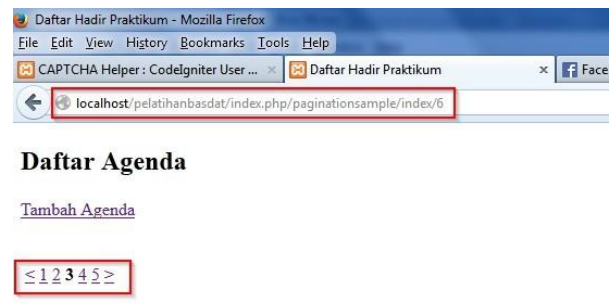 Daftar Hadir Praktikum - Mozilla Firefox
File Edit View History Bookmarks Tools Help
CAPTCHA Helper : CodeIgniter User ... × Daftar Hadir Praktikum × Face
localhost/pelatihanbasdat/index.php/paginationsample/index/6
Daftar Agenda
Tambah Agenda
< 1 2 3 4 5 >